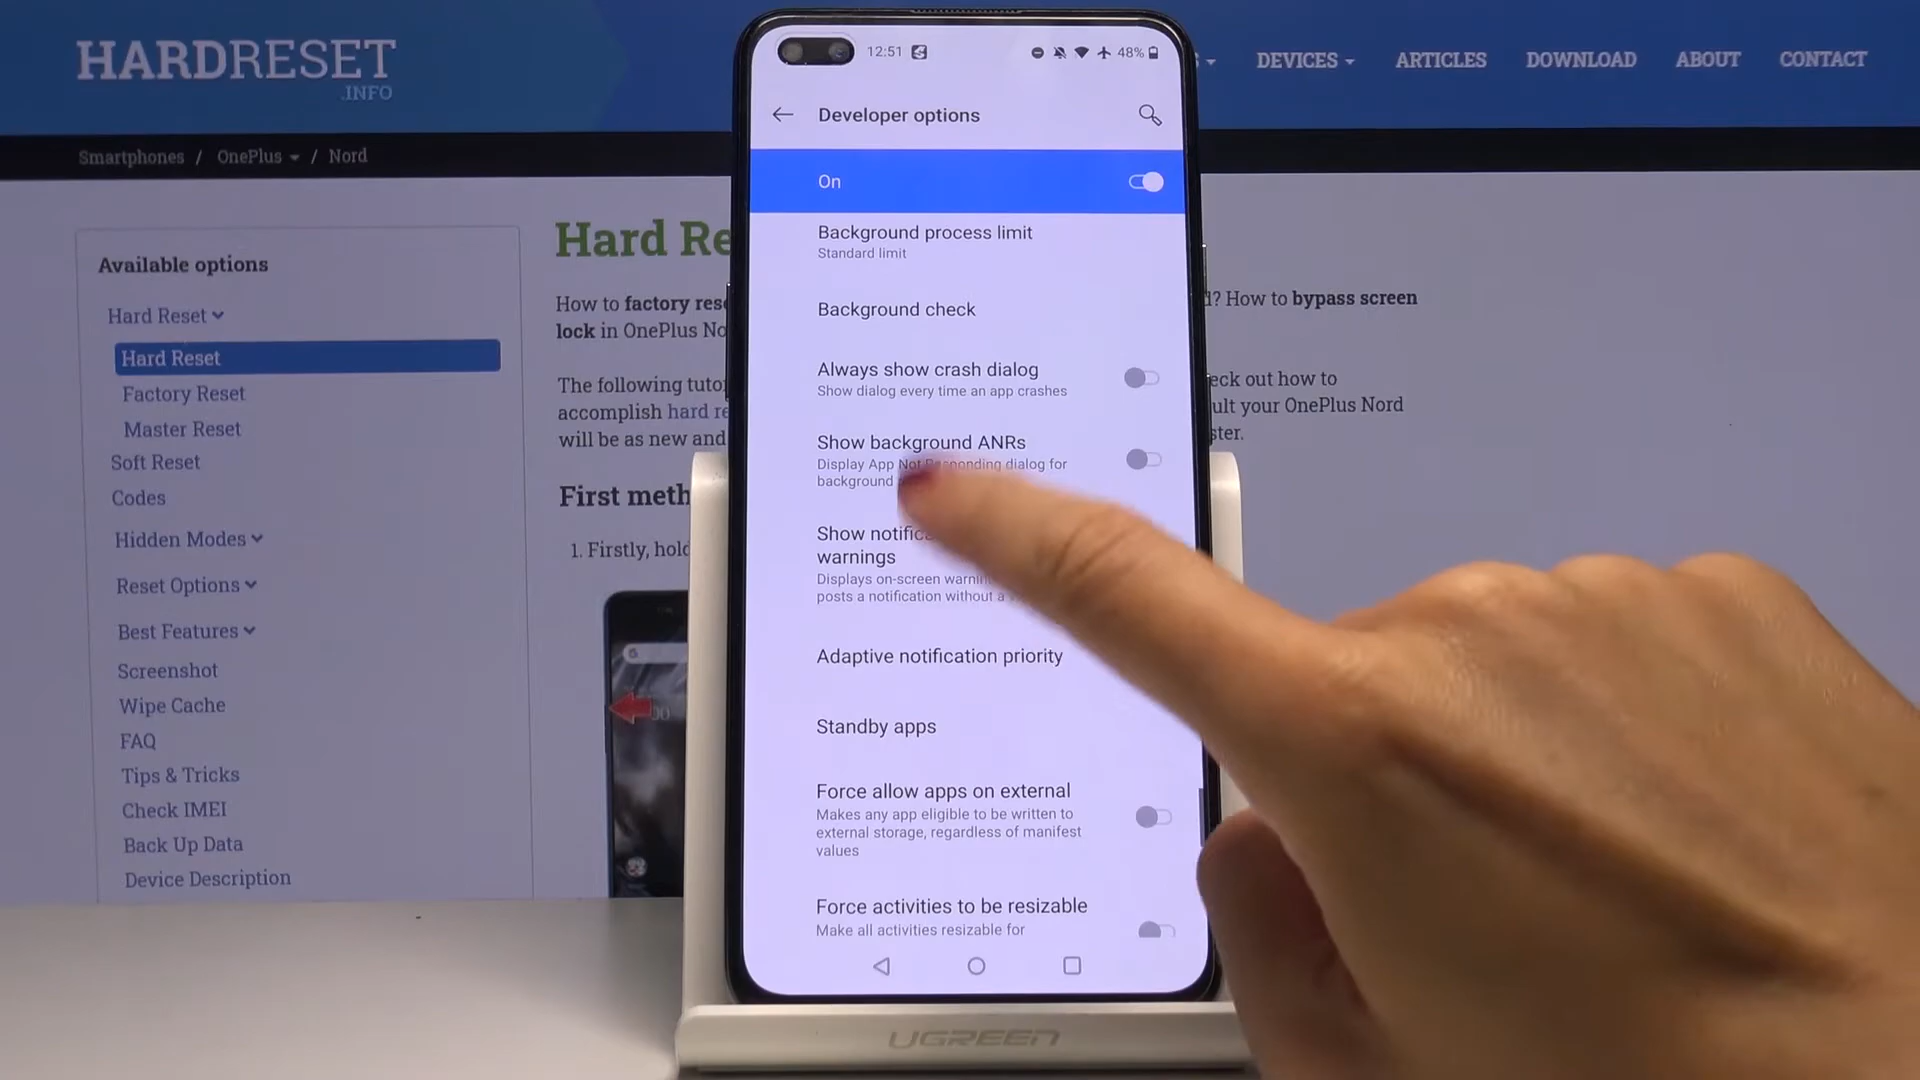 HARDRESET
.INFO
DEVICES
ARTICLES
DOWNLOAD
ABOUT
CONTACT
Smartphones / OnePlus / Nord
Available options
Hard Reset
Hard Reset
Factory Reset
Master Reset
Soft Reset
Codes
Hidden Modes
Reset Options
Best Features
Screenshot
Wipe Cache
FAQ
Tips & Tricks
Check IMEI
Back Up Data
Device Description
Hard Re
How to factory rese
lock in OnePlus No
The following tutor
accomplish hard re
will be as new and
First meth
1. Firstly, hold
d? How to bypass screen
eck out how to
ult your OnePlus Nord
ster.
12:51
48%
Developer options
On
Background process limit
Standard limit
Background check
Always show crash dialog
Show dialog every time an app crashes
Show background ANRs
Display App Not Responding dialog for
background
Show notific
warnings
Displays on-screen warnin
posts a notification without a
Adaptive notification priority
Standby apps
Force allow apps on external
Makes any app eligible to be written to
external storage, regardless of manifest
values
Force activities to be resizable
Make all activities resizable for
UGREEN